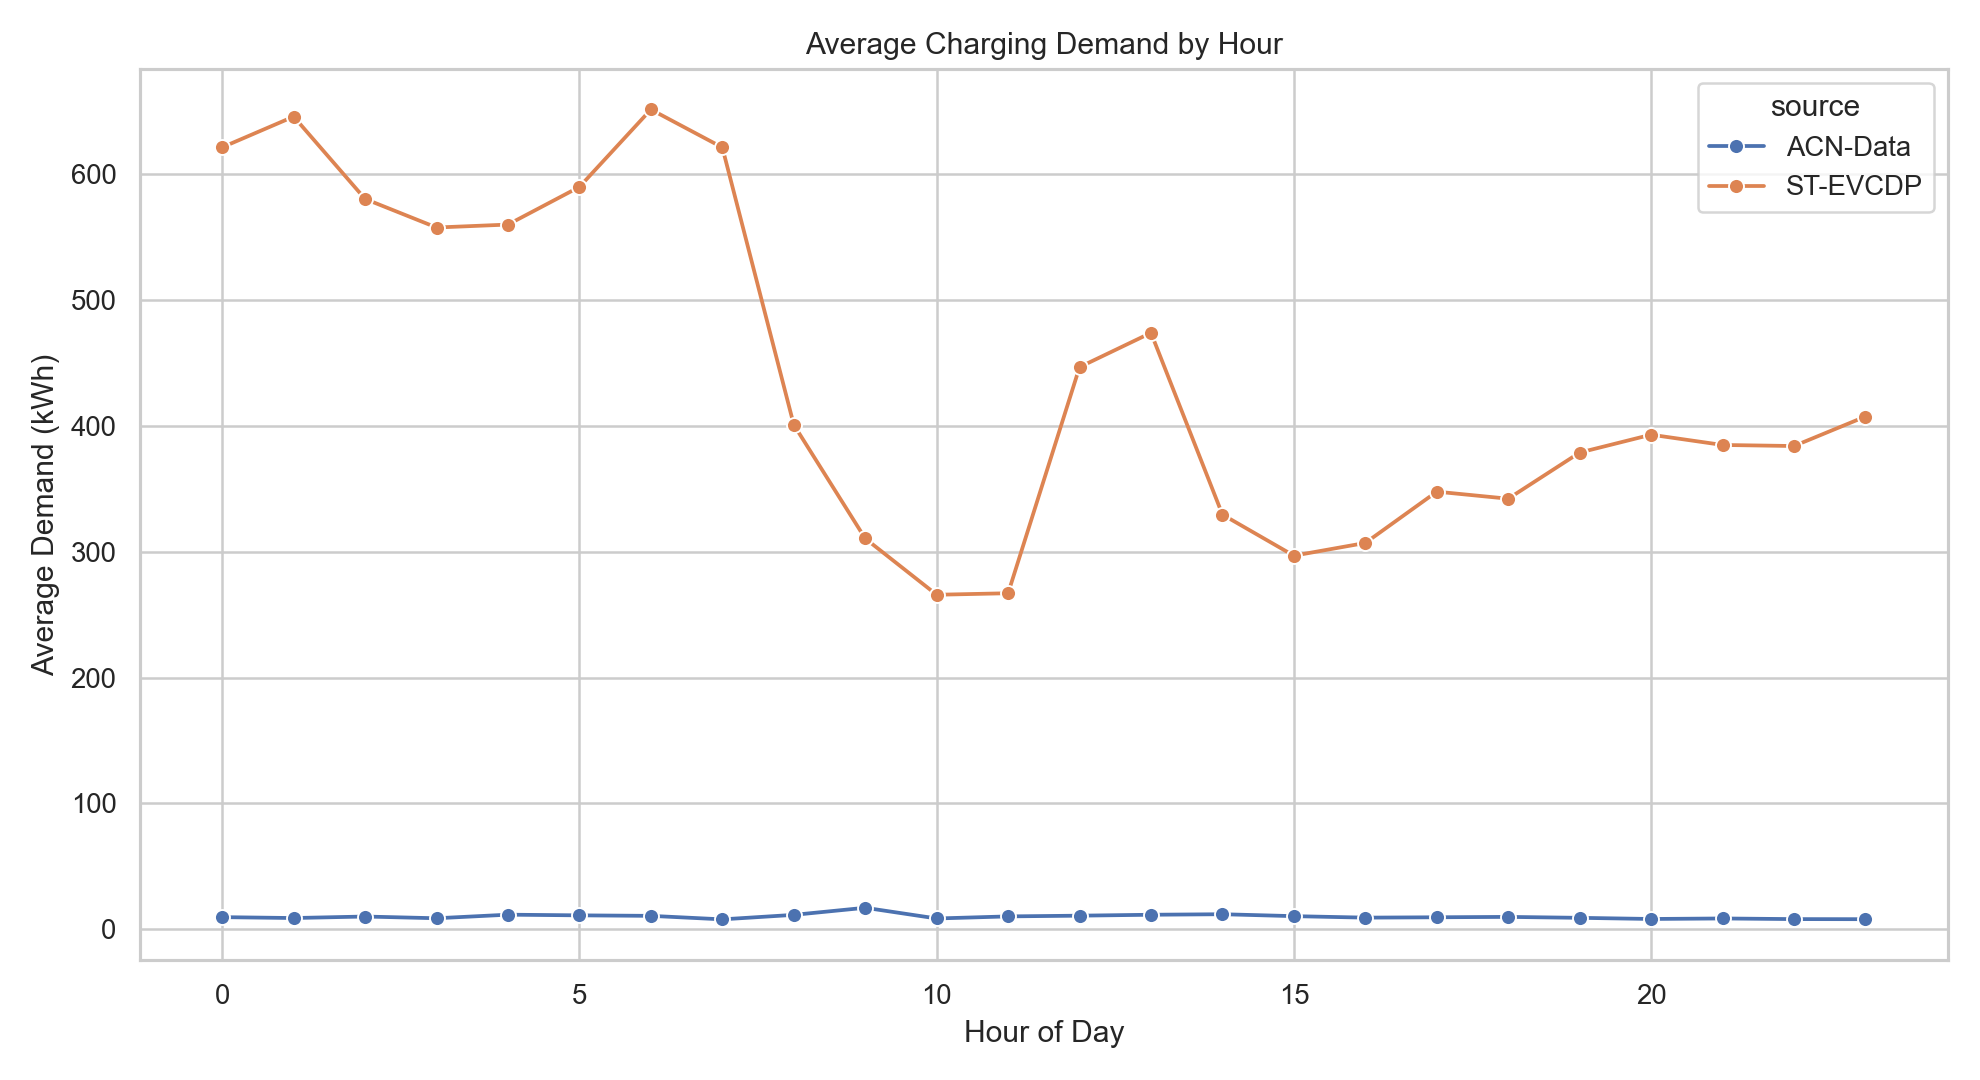 Average Charging Demand by Hour
source
ACN-Data
ST-EVCDP
Average Demand (kWh)
600
500
400
300
200
100
0
0 5 10 15 20
Hour of Day